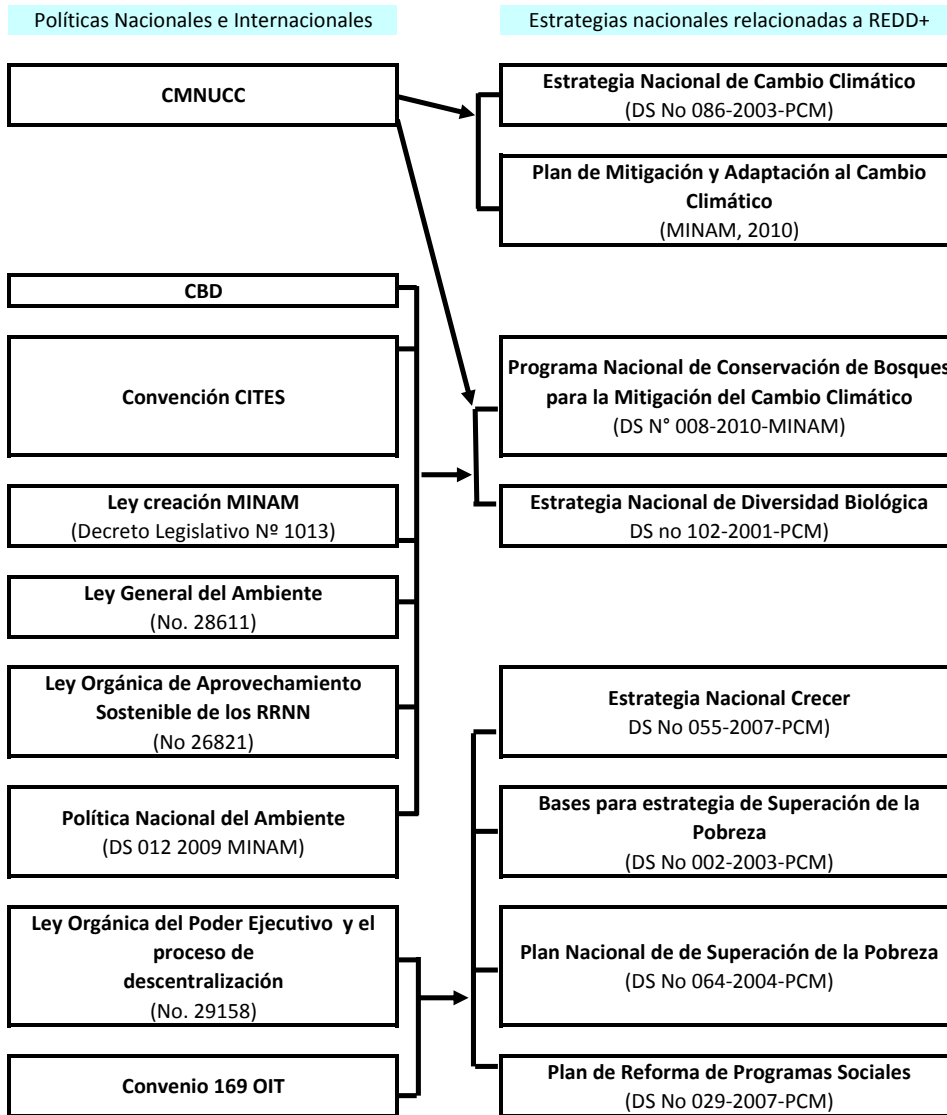 Políticas Nacionales e Internacionales
CMNUCC
CBD
Convención CITES
Ley creación MINAM
(Decreto Legislativo Nº 1013)
Ley General del Ambiente
(No. 28611)
Ley Orgánica de Aprovechamiento
Sostenible de los RRNN
(No 26821)
Política Nacional del Ambiente
(DS 012 2009 MINAM)
Ley Orgánica del Poder Ejecutivo y el
proceso de
descentralización
(No. 29158)
Convenio 169 OIT
Estrategias nacionales relacionadas a REDD+
Estrategia Nacional de Cambio Climático
(DS No 086-2003-PCM)
Plan de Mitigación y Adaptación al Cambio
Climático
(MINAM, 2010)
Programa Nacional de Conservación de Bosques
para la Mitigación del Cambio Climático
(DS N° 008-2010-MINAM)
Estrategia Nacional de Diversidad Biológica
DS no 102-2001-PCM)
Estrategia Nacional Crecer
DS No 055-2007-PCM)
Bases para estrategia de Superación de la
Pobreza
(DS No 002-2003-PCM)
Plan Nacional de de Superación de la Pobreza
(DS No 064-2004-PCM)
Plan de Reforma de Programas Sociales
(DS No 029-2007-PCM)